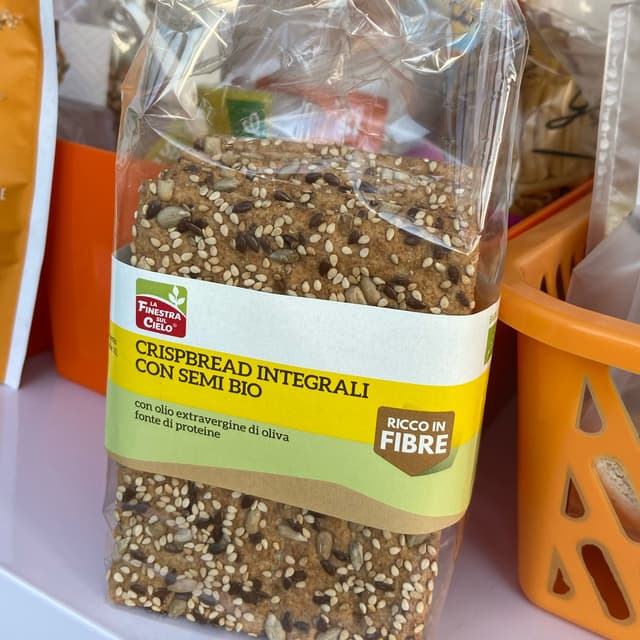 LA
FINESTRA
SUL
CIELO
CRISPBREAD INTEGRALI
CON SEMI BIO
con olio extravergine di oliva
fonte di proteine
RICCO IN
FIBRE